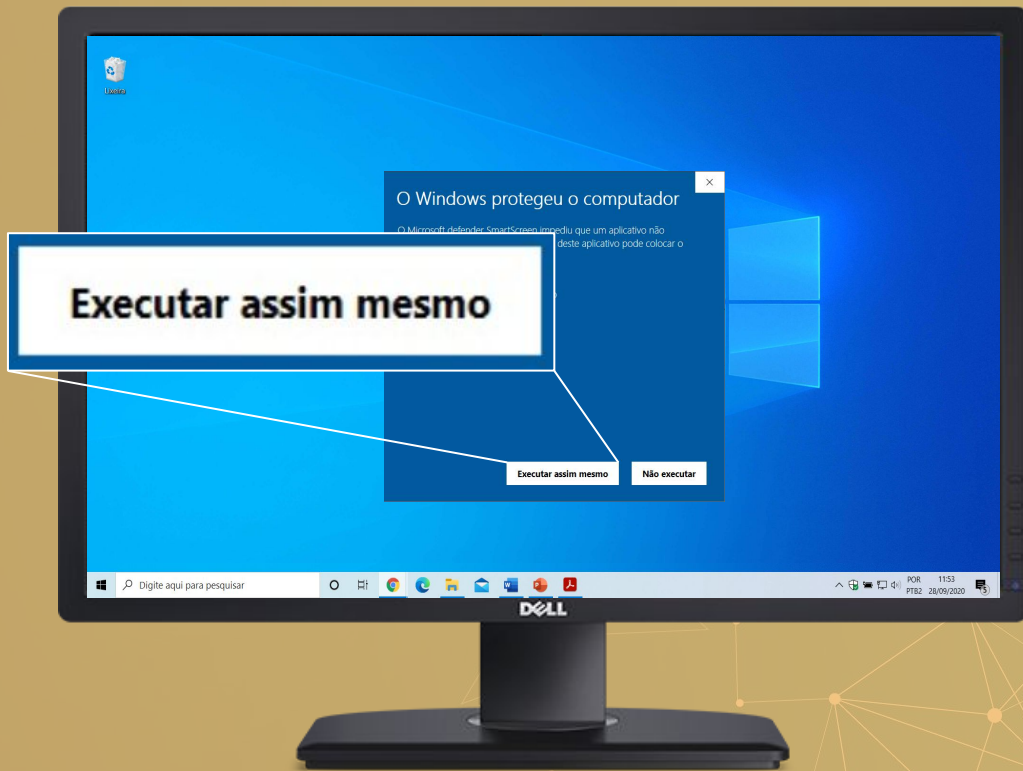 Lixeira
O Windows protegeu o computador
O Microsoft defender SmartScreen impediu que um aplicativo não
deste aplicativo pode colocar o
Executar assim mesmo
Executar assim mesmo
Não executar
Digite aqui para pesquisar
POR
11:53
PTB2
28/09/2020
5
DELL